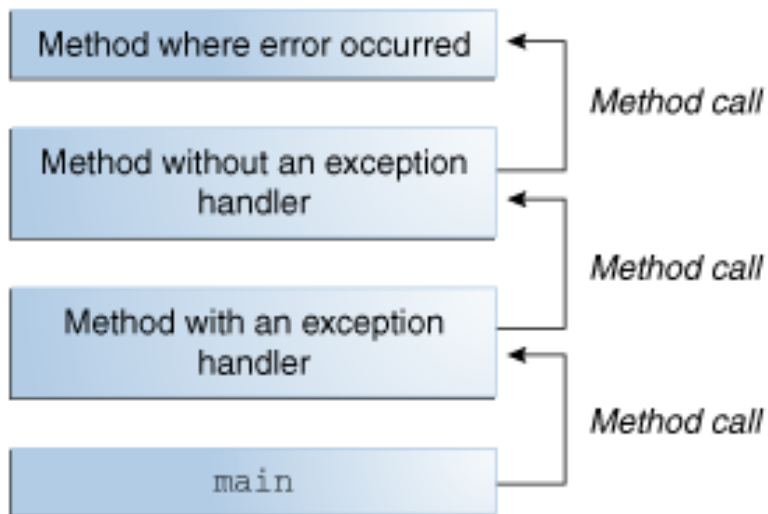 Method where error occurred
Method call
Method without an exception
handler
Method call
Method with an exception
handler
Method call
main